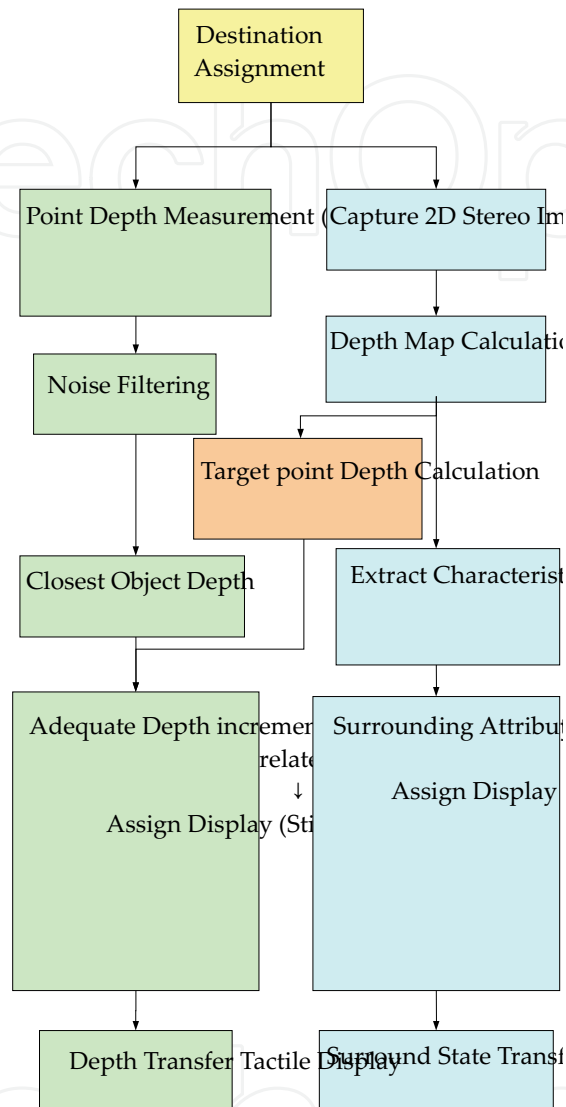 Destination
Assignment
Point Depth Measurement (
Capture 2D Stereo Im
Depth Map Calculatio
Noise Filtering
Target point Depth Calculation
Closest Object Depth
Extract Characterist
Adequate Depth incremen
relate
↓
Assign Display (Sti
Surrounding Attribut
Assign Display
Depth Transfer Tactile Display
Surround State Transf